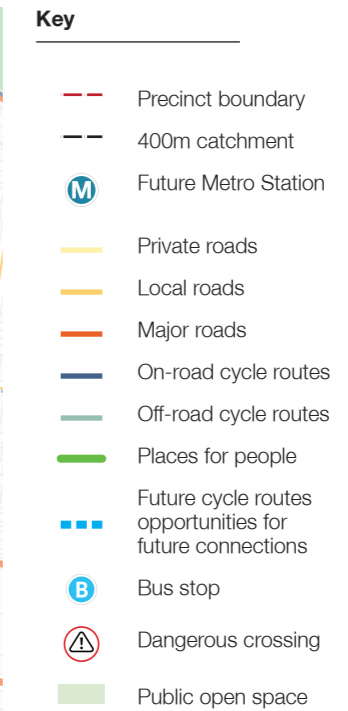 Key
Precinct boundary
400m catchment
M
Future Metro Station
Private roads
Local roads
Major roads
On-road cycle routes
Off-road cycle routes
Places for people
Future cycle routes
opportunities for
future connections
B
Bus stop
Dangerous crossing
Public open space